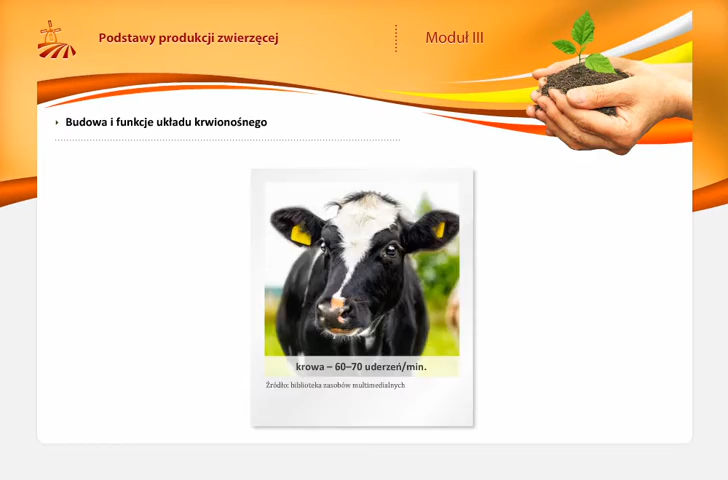 Podstawy produkcji zwierzęcej
Moduł III
Budowa i funkcje układu krwionośnego
krowa – 60–70 uderzeń/min.
Źródło: biblioteka zasobów multimedialnych